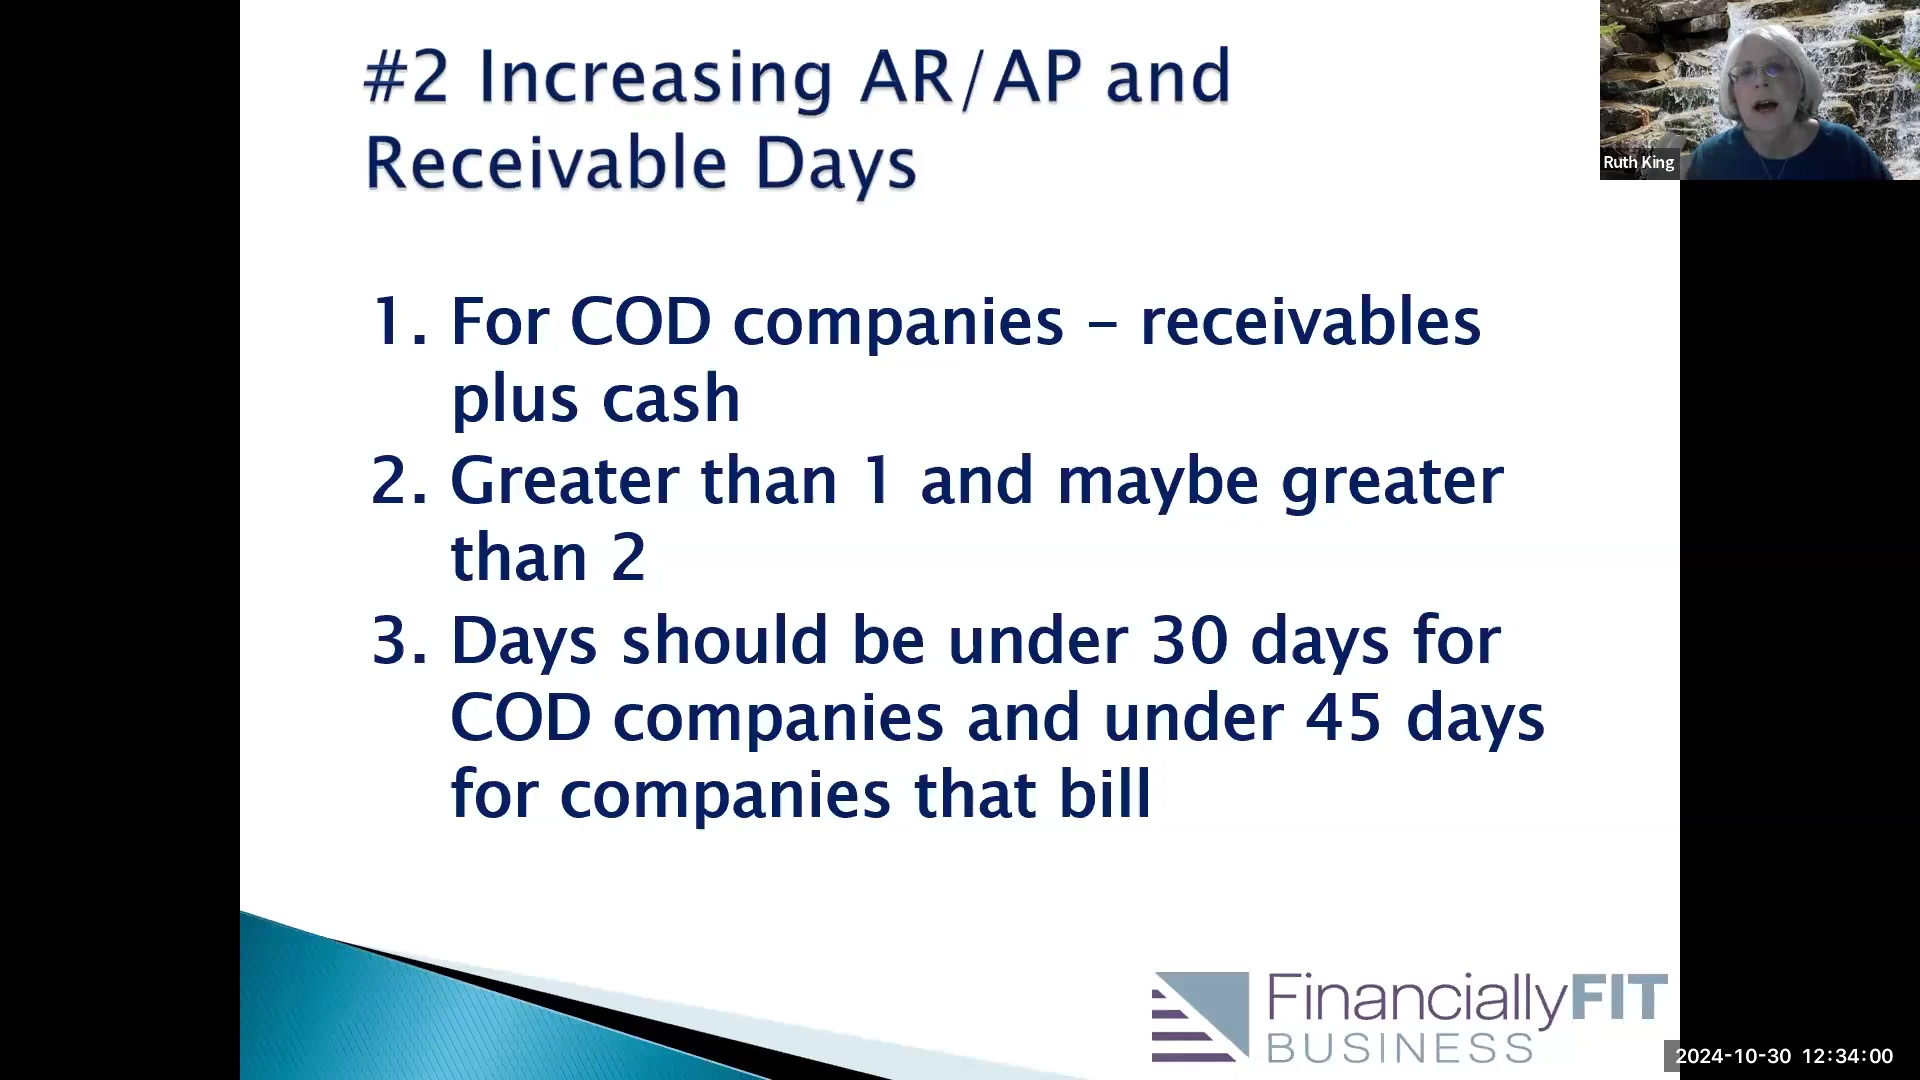 #2 Increasing AR/AP and
Receivable Days
Ruth King
1. For COD companies – receivables
plus cash
2. Greater than 1 and maybe greater
than 2
3. Days should be under 30 days for
COD companies and under 45 days
for companies that bill
FinanciallyFIT
BUSINESS
2024-10-30 12:34:00